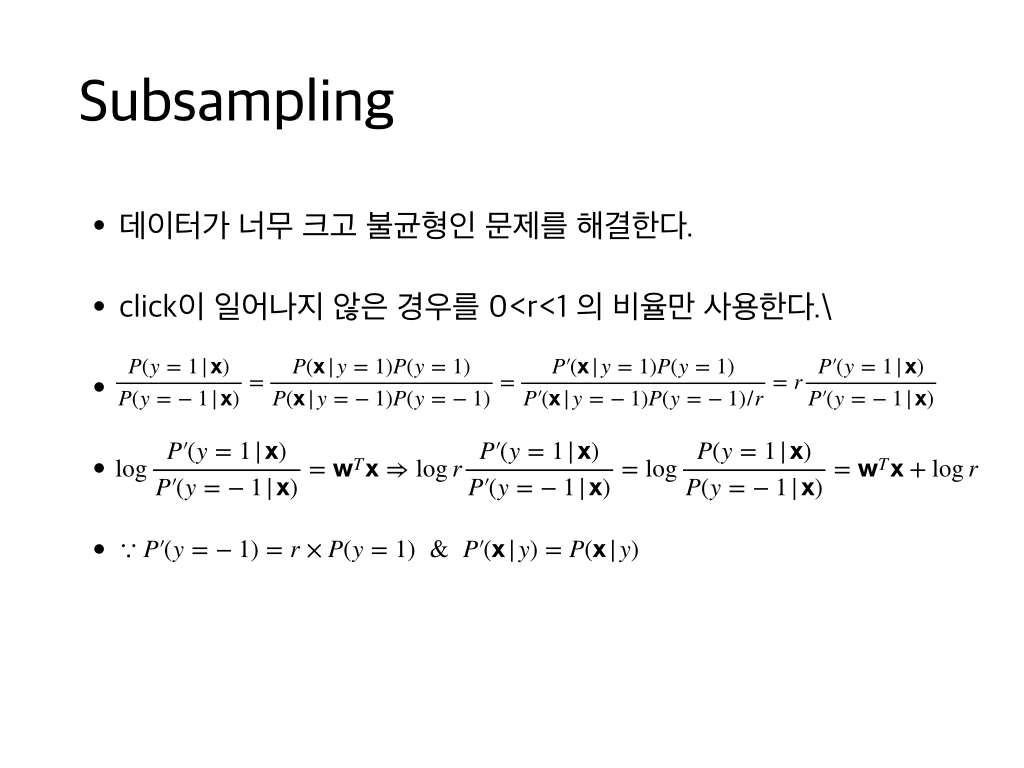 Subsampling
• 데이터가 너무 크고 불균형인 문제를 해결한다.
• click이 일어나지 않은 경우를 0<r<1 의 비율만 사용한다.\
• \frac{P(y = 1|\mathbf{x})}{P(y = -1|\mathbf{x})} = \frac{P(\mathbf{x}|y = 1)P(y = 1)}{P(\mathbf{x}|y = -1)P(y = -1)} = \frac{P'(\mathbf{x}|y = 1)P(y = 1)}{P'(\mathbf{x}|y = -1)P(y = -1)/r} = r\frac{P'(y = 1|\mathbf{x})}{P'(y = -1|\mathbf{x})}
• \log \frac{P'(y = 1|\mathbf{x})}{P'(y = -1|\mathbf{x})} = \mathbf{w}^T\mathbf{x} ⇒ \log r\frac{P'(y = 1|\mathbf{x})}{P'(y = -1|\mathbf{x})} = \log \frac{P(y = 1|\mathbf{x})}{P(y = -1|\mathbf{x})} = \mathbf{w}^T\mathbf{x} + \log r
• ∵ P'(y = -1) = r × P(y = 1) & P'(\mathbf{x}|y) = P(\mathbf{x}|y)